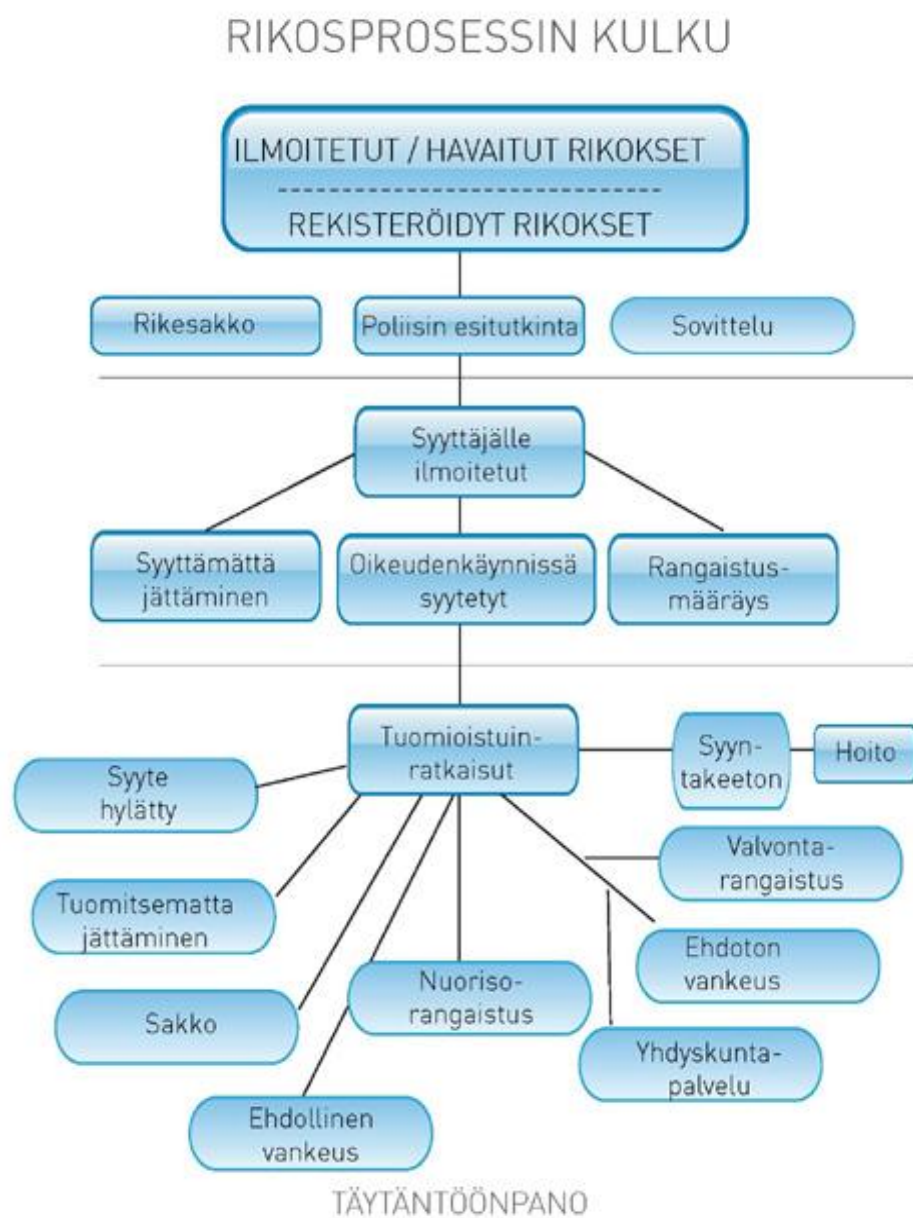 RIKOSPROSESSIN KULKU
ILMOITETUT / HAVAITUT RIKOKSET
REKISTERÖIDYT RIKOKSET
Rikesakko
Poliisin esitutkinta
Sovittelu
Syyttäjälle
ilmoitetut
Syyttämättä
jättäminen
Oikeudenkäynnissä
syytetyt
Rangaistus-
määräys
Tuomioistuin-
ratkaisut
Syyn-
takeeton
Hoito
Syyte
hylätty
Valvonta-
rangaistus
Tuomitsematta
jättäminen
Ehdoton
vankeus
Nuoriso-
rangaistus
Sakko
Yhdyskunta-
palvelu
Ehdollinen
vankeus
TÄYTÄNTÖÖNPANO